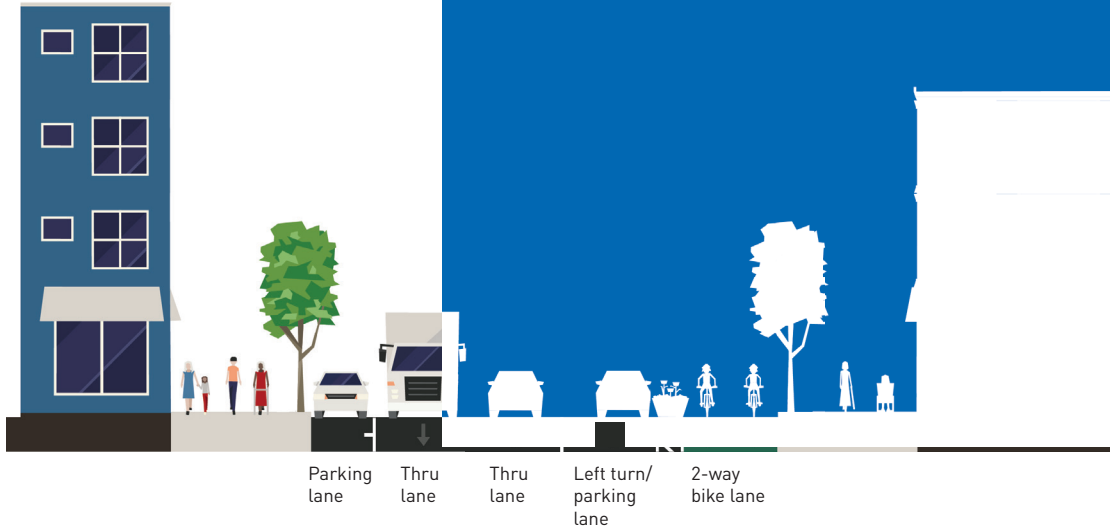 Parking
lane
Thru
lane
Thru
lane
Left turn/
parking
lane
2-way
bike lane